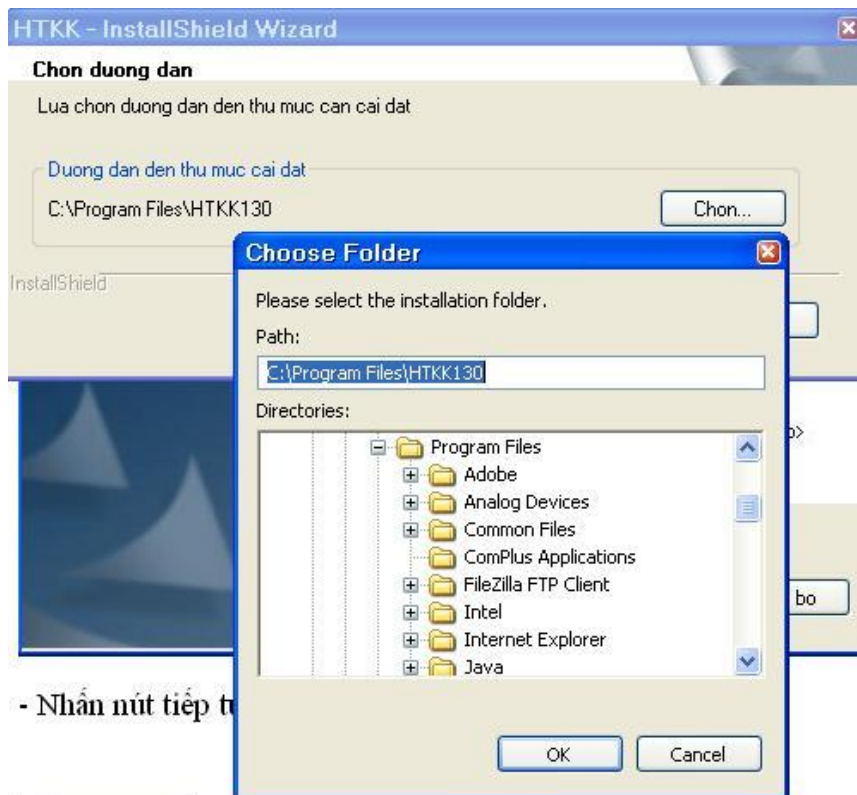 HTKK - InstallShield Wizard
Chon duong dan
Lua chon duong dan den thu muc can cai dat
Duong dan den thu muc cai dat
C:\Program Files\HTKK130
Chon...
InstallShield
Choose Folder
Please select the installation folder.
Path:
C:\Program Files\HTKK130
Directories:
Program Files
Adobe
Analog Devices
Common Files
ComPlus Applications
FileZilla FTP Client
Intel
Internet Explorer
Java
OK
Cancel
bo
- Nhấn nút tiếp